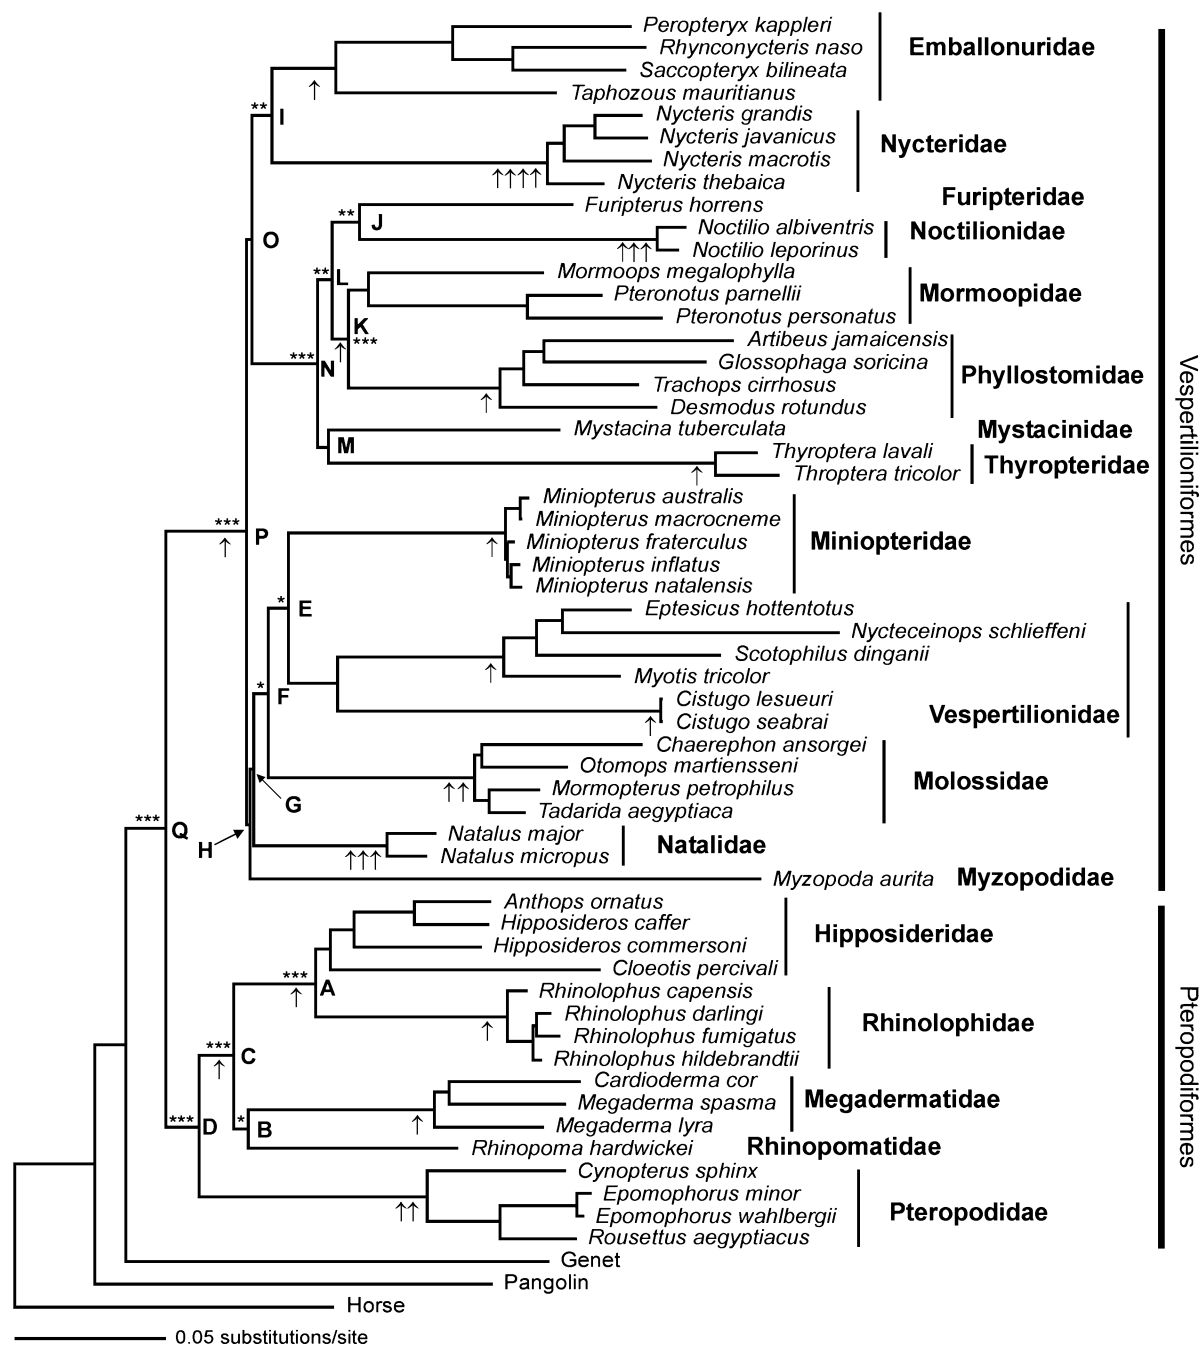 Peropteryx kappleri
Rhynconycteris naso
Emballonuridae
Saccopteryx bilineata
Taphozous mauritianus
**
I
Nycteris grandis
Nycteris javanicus
Nycteridae
Nycteris macrotis
Nycteris thebaica
↑
↑↑↑↑
Furipterus horrens
Furipteridae
**
J
Noctilio albiventris
Noctilionidae
Noctilio leporinus
↑↑↑
O
**
L
Mormoops megalophylla
Pteronotus parnellii
Mormoopidae
Pteronotus personatus
K
***
↑
Artibeus jamaicensis
Glossophaga soricina
Phyllostomidae
Trachops cirrhosus
Desmodus rotundus
↑
***
N
Mystacina tuberculata
Mystacinidae
M
Thyroptera lavali
Thyropteridae
Throptera tricolor
↑
Vespertilioniformes
***
P
↑
Miniopterus australis
Miniopterus macrocneme
Miniopterus fraterculus
Miniopteridae
Miniopterus inflatus
Miniopterus natalensis
↑
*
E
Eptesicus hottentotus
Nycteceinops schlieffeni
Scotophilus dinganii
Myotis tricolor
↑
Cistugo lesueuri
Cistugo seabrai
Vespertilionidae
↑
*
F
Chaerephon ansorgei
Otomops martiensseni
Molossidae
Mormopterus petrophilus
Tadarida aegyptiaca
↑↑
G
H
Natalus major
Natalidae
Natalus micropus
↑↑↑
Myzopoda aurita
Myzopodidae
***
Q
Anthops ornatus
Hipposideros caffer
Hipposideridae
Hipposideros commersoni
Cloeotis percivali
***
A
↑
Rhinolophus capensis
Rhinolophus darlingi
Rhinolophidae
Rhinolophus fumigatus
Rhinolophus hildebrandtii
↑
Pteropodiformes
***
C
↑
Cardioderma cor
Megaderma spasma
Megadermatidae
Megaderma lyra
↑
***
D
*
B
Rhinopoma hardwickei
Rhinopomatidae
Cynopterus sphinx
Epomophorus minor
Epomophorus wahlbergii
Pteropodidae
Rousettus aegyptiacus
↑↑
Genet
Pangolin
Horse
0.05 substitutions/site